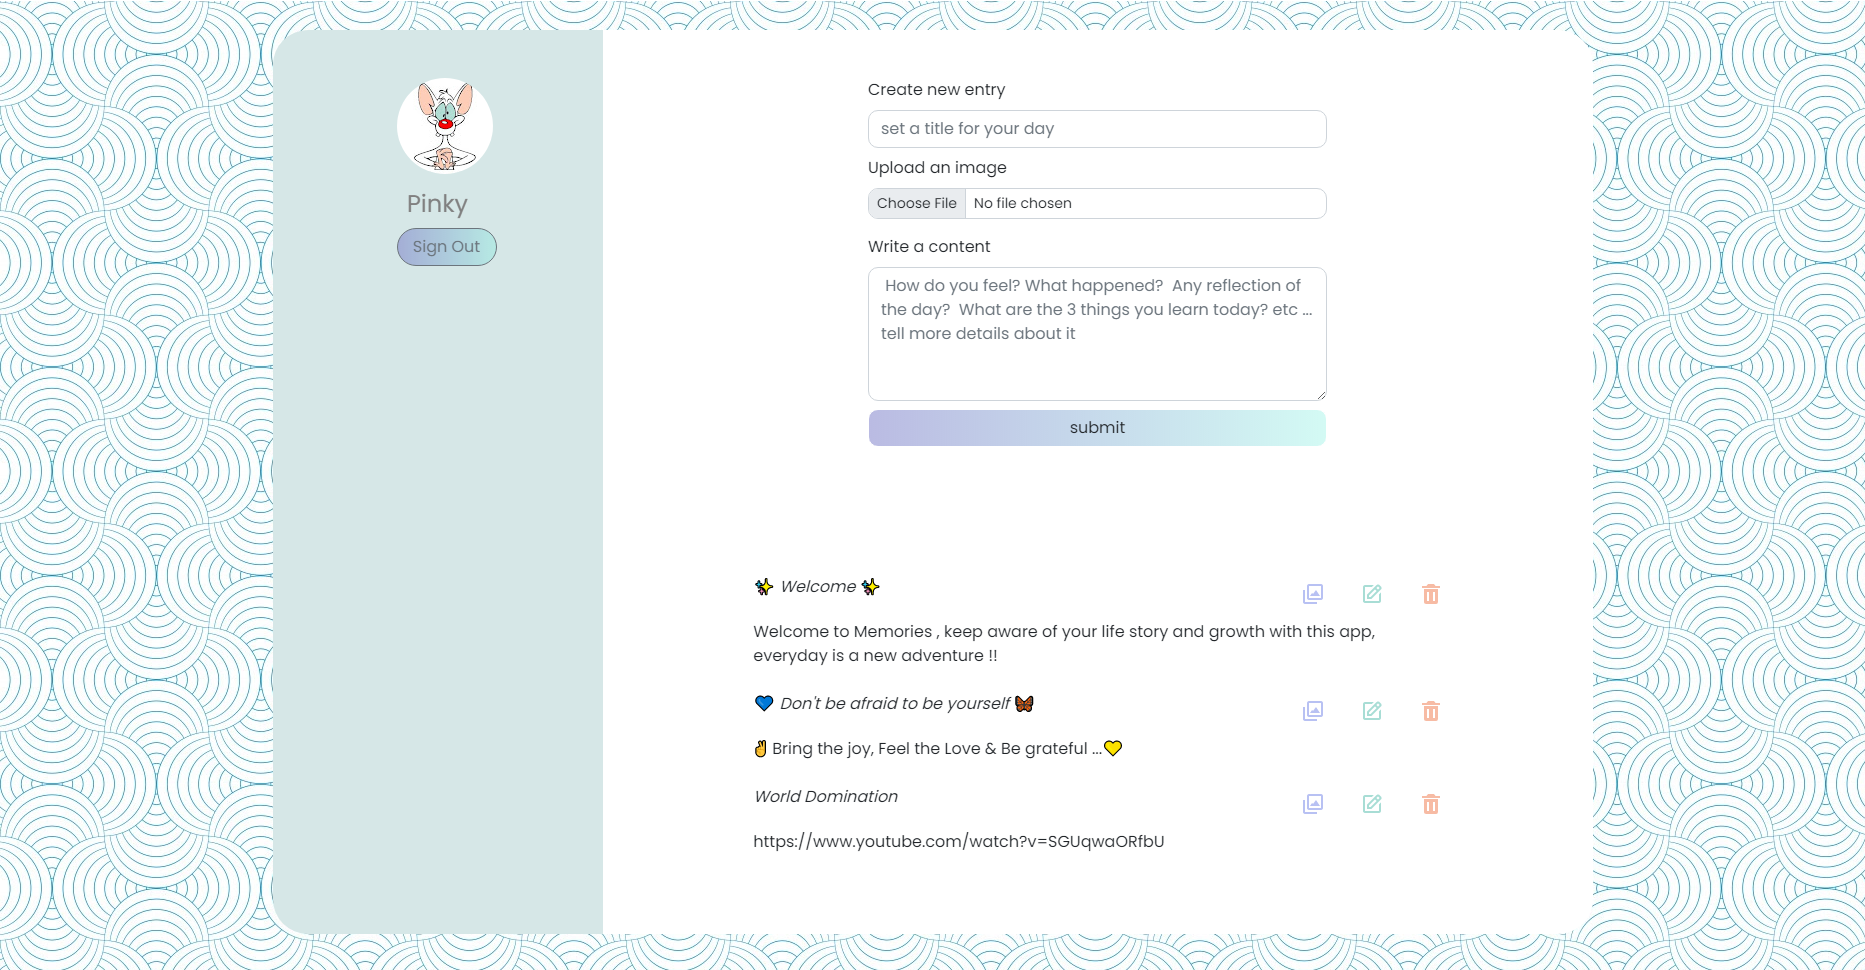 Pinky
Sign Out
Create new entry
set a title for your day
Upload an image
Choose File No file chosen
Write a content
How do you feel? What happened?  Any reflection of
the day?  What are the 3 things you learn today? etc ...
tell more details about it
submit
✨ Welcome ✨
Welcome to Memories , keep aware of your life story and growth with this app,
everyday is a new adventure !!
💙 Don't be afraid to be yourself 🦋
✌Bring the joy, Feel the Love & Be grateful ...💛
World Domination
https://www.youtube.com/watch?v=SGUqwaORfbU